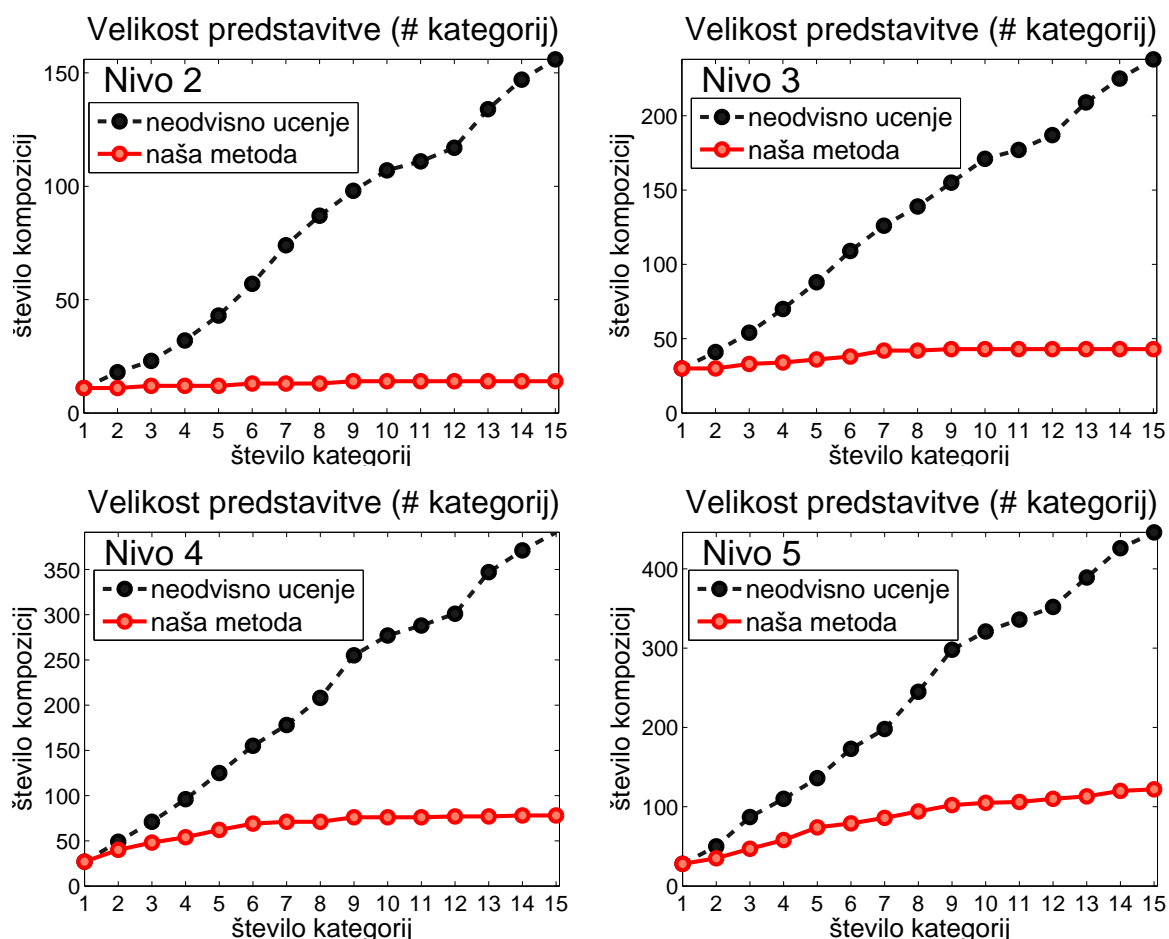 Velikost predstavitve (# kategorij)
150
100
50
0
Nivo 2
neodvisno ucenje
naša metoda
število kompozicij
1 2 3 4 5 6 7 8 9 10 11 12 13 14 15
število kategorij
Velikost predstavitve (# kategorij)
200
150
100
50
0
Nivo 3
neodvisno ucenje
naša metoda
število kompozicij
1 2 3 4 5 6 7 8 9 10 11 12 13 14 15
število kategorij
Velikost predstavitve (# kategorij)
350
300
250
200
150
100
50
0
Nivo 4
neodvisno ucenje
naša metoda
število kompozicij
1 2 3 4 5 6 7 8 9 10 11 12 13 14 15
število kategorij
Velikost predstavitve (# kategorij)
400
300
200
100
0
Nivo 5
neodvisno ucenje
naša metoda
število kompozicij
1 2 3 4 5 6 7 8 9 10 11 12 13 14 15
število kategorij